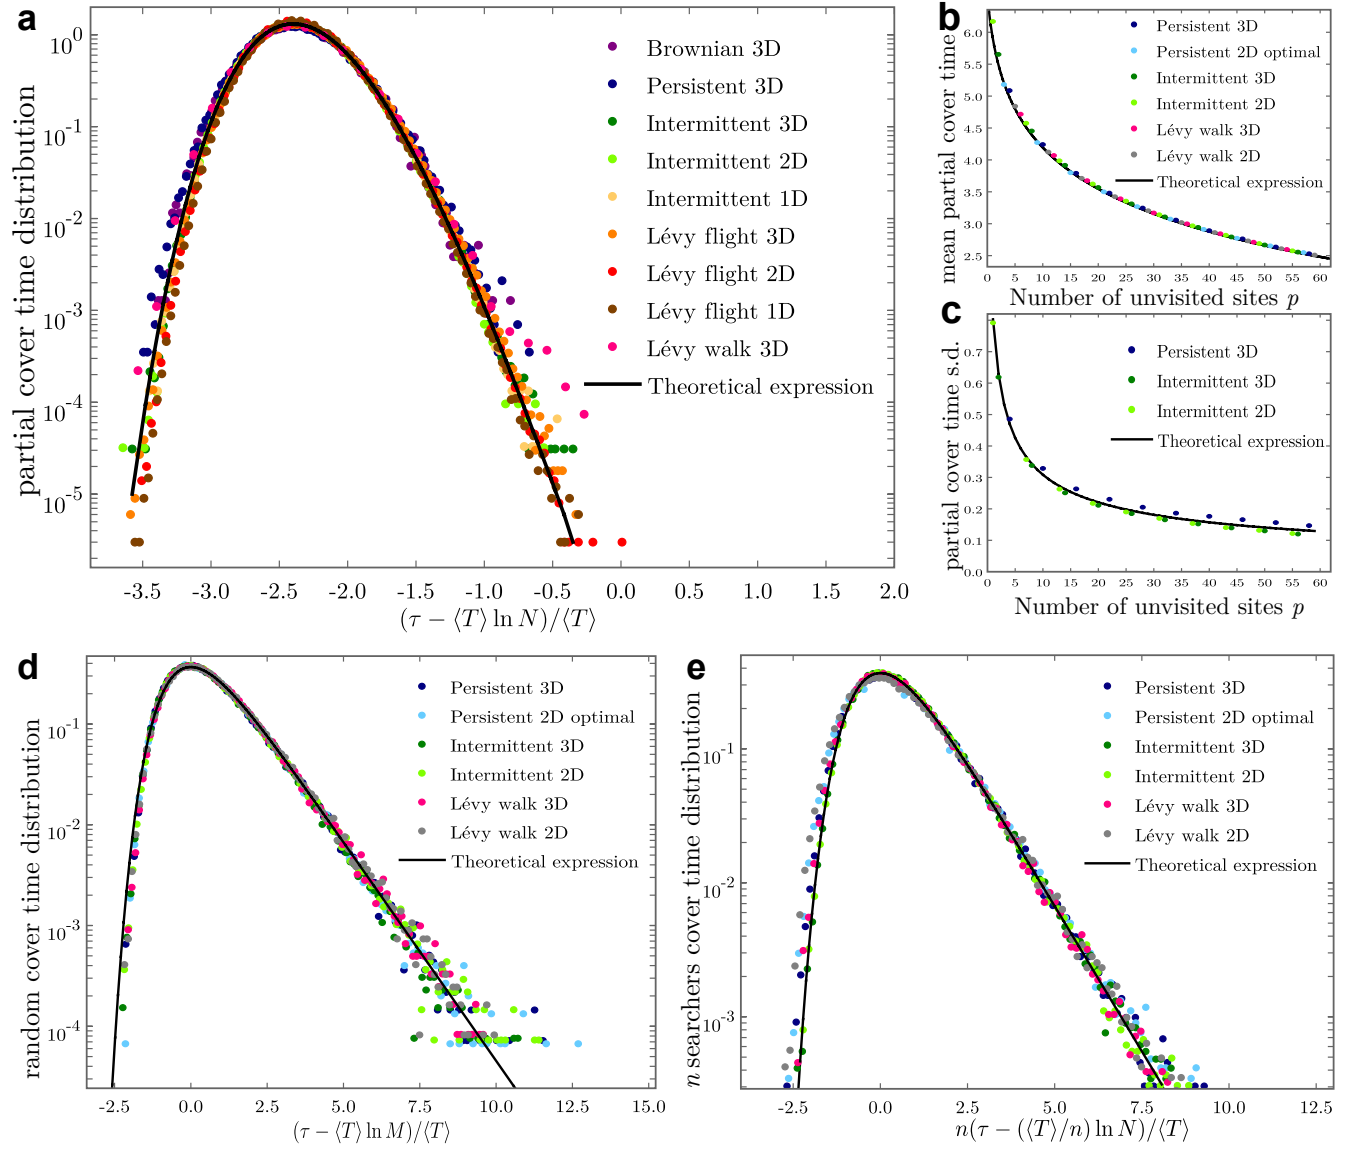 a
partial cover time distribution
10^0
10^-1
10^-2
10^-3
10^-4
10^-5
-3.5 -3.0 -2.5 -2.0 -1.5 -1.0 -0.5 0.0 0.5 1.0 1.5 2.0
(τ − ⟨T⟩ ln N)/⟨T⟩
Brownian 3D
Persistent 3D
Intermittent 3D
Intermittent 2D
Intermittent 1D
Lévy flight 3D
Lévy flight 2D
Lévy flight 1D
Lévy walk 3D
Theoretical expression
b
mean partial cover time
6.0
5.5
5.0
4.5
4.0
3.5
3.0
2.5
0 5 10 15 20 25 30 35 40 45 50 55 60
Number of unvisited sites p
Persistent 3D
Persistent 2D optimal
Intermittent 3D
Intermittent 2D
Lévy walk 3D
Lévy walk 2D
Theoretical expression
c
partial cover time s.d.
0.7
0.6
0.5
0.4
0.3
0.2
0.1
0.0
0 5 10 15 20 25 30 35 40 45 50 55 60
Number of unvisited sites p
Persistent 3D
Intermittent 3D
Intermittent 2D
Theoretical expression
d
random cover time distribution
10^-1
10^-2
10^-3
10^-4
-2.5 0.0 2.5 5.0 7.5 10.0 12.5 15.0
(τ − ⟨T⟩ ln M)/⟨T⟩
Persistent 3D
Persistent 2D optimal
Intermittent 3D
Intermittent 2D
Lévy walk 3D
Lévy walk 2D
Theoretical expression
e
n searchers cover time distribution
10^-1
10^-2
10^-3
-2.5 0.0 2.5 5.0 7.5 10.0 12.5
n(τ − (⟨T⟩/n) ln N)/⟨T⟩
Persistent 3D
Persistent 2D optimal
Intermittent 3D
Intermittent 2D
Lévy walk 3D
Lévy walk 2D
Theoretical expression